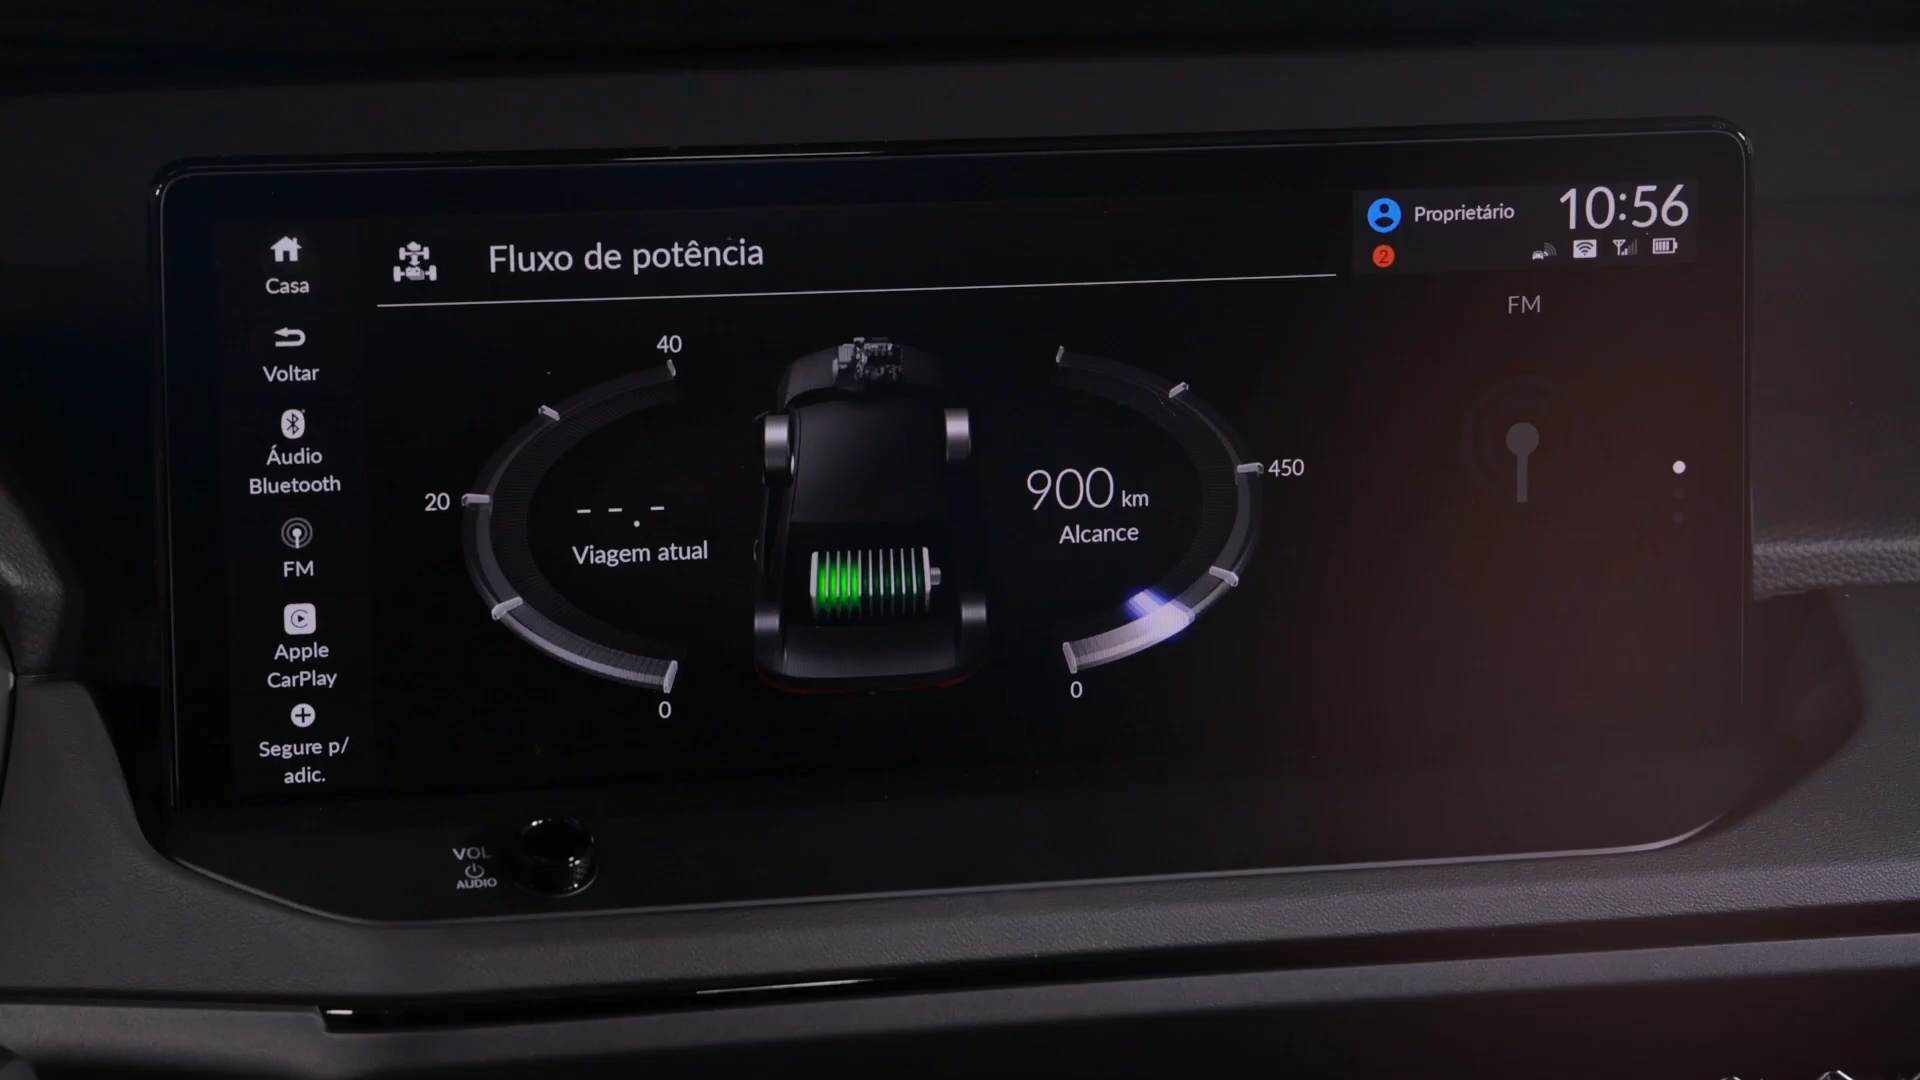 Casa
Voltar
Áudio
Bluetooth
FM
Apple
CarPlay
Segure p/
adic.
Fluxo de potência
40
20
0
--.-
Viagem atual
900 km
Alcance
450
0
Proprietário
10:56
2
FM
VOL
AUDIO